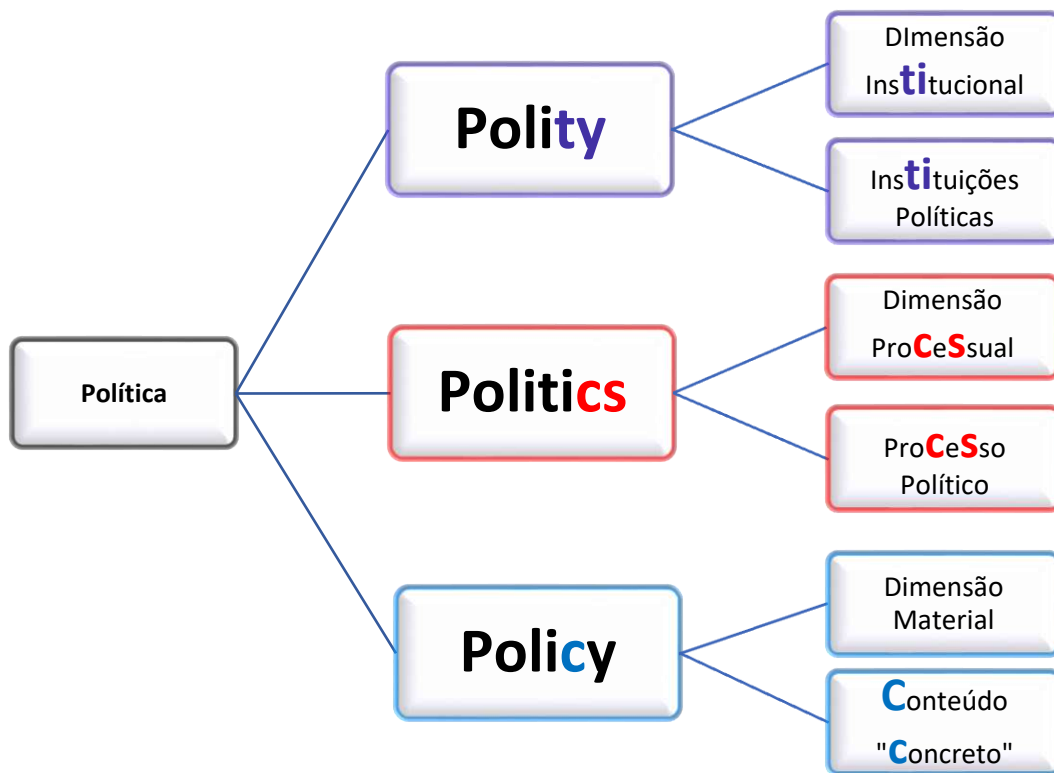 Política
Polity
DImensão
Institucional
Instituições
Políticas
Politics
Dimensão
ProCeSsual
ProCeSso
Político
Policy
Dimensão
Material
Conteúdo
"Concreto"